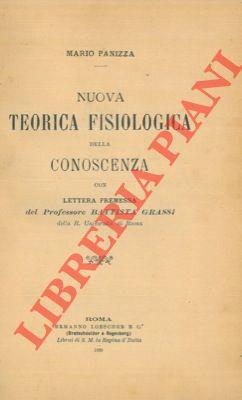 MARIO PANIZZA
NUOVA
TEORICA FISIOLOGICA
DELLA
CONOSCENZA
CON
LETTERA PREMESSA
del Professore BATTISTA GRASSI
della R. Università di Roma
ROMA
ERMANNO LOESCHER E Cº
(Bretschneider e Regenberg)
Librai di S. M. la Regina d'Italia
LIBRERIA PIANI